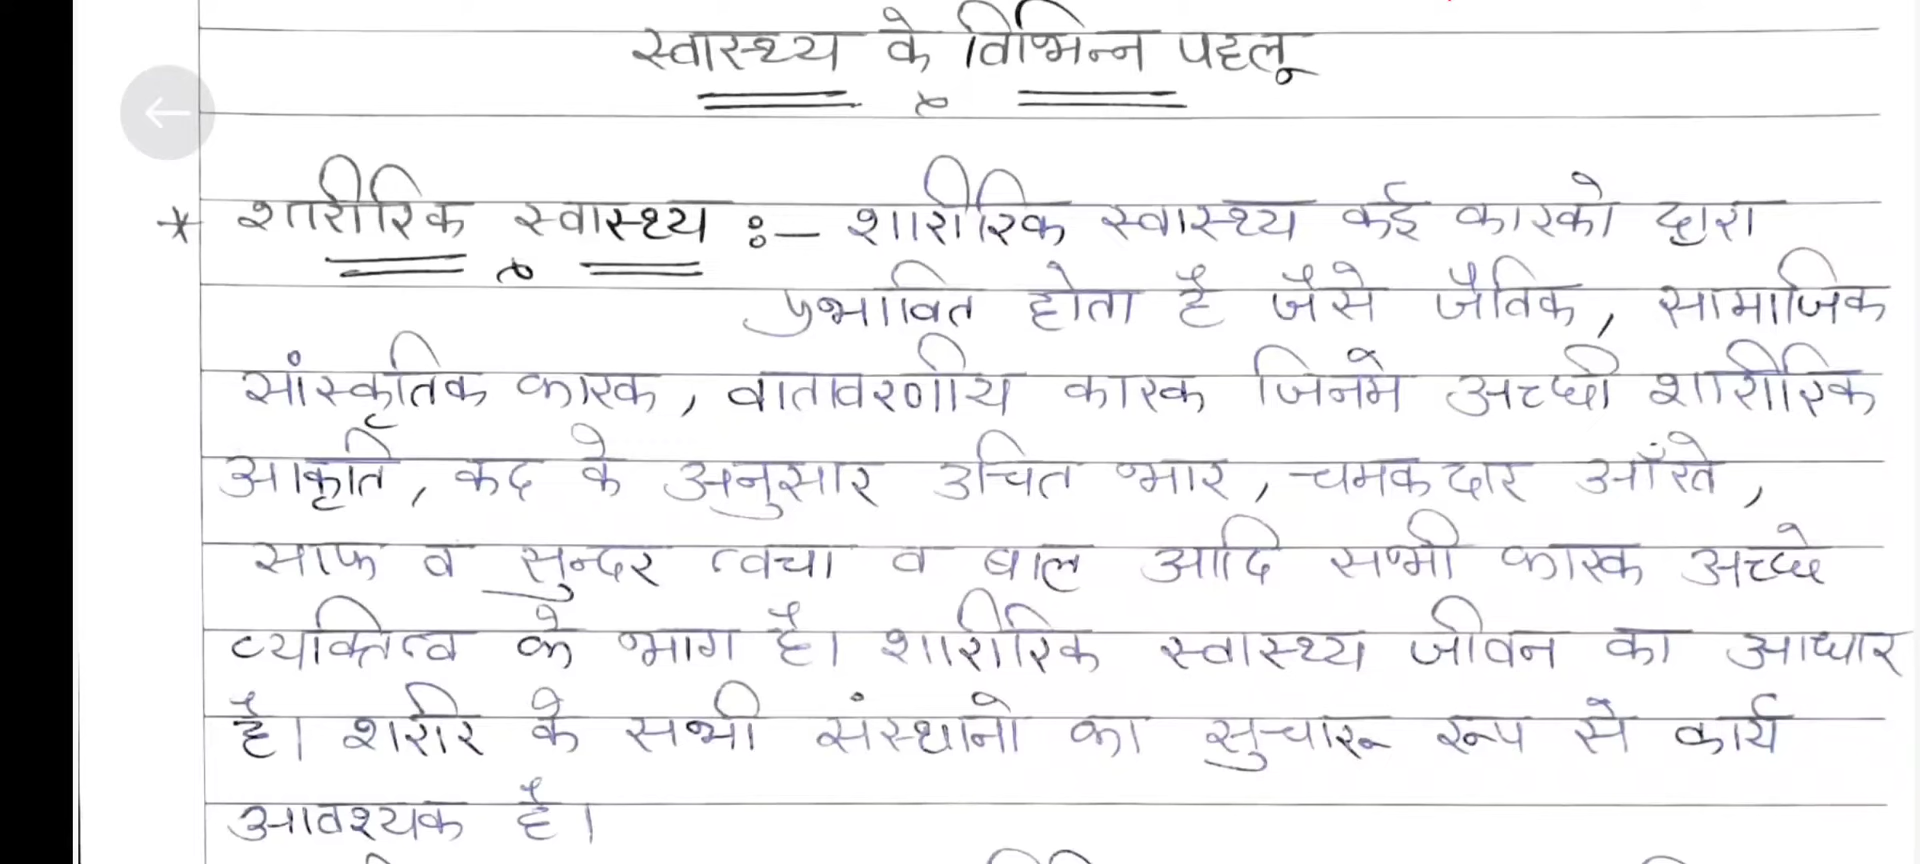 स्वास्थ्य के विभिन्न पहलू
* शारीरिक स्वास्थ्य :- शारीरिक स्वास्थ्य कई कारको द्वारा
प्रभावित होता है जैसे जैविक, सामाजिक
सांस्कृतिक कारक, वातावरणीय कारक जिनमे अच्छी शारीरिक
आकृति, कद के अनुसार उचित भार, चमकदार आँखे,
साफ व सुन्दर त्वचा व बाल आदि सभी कारक अच्छे
व्यक्तित्व के भाग है। शारीरिक स्वास्थ्य जीवन का आधार
है। शरीर के सभी संस्थानो का सुचारू रूप से कार्य
आवश्यक है।